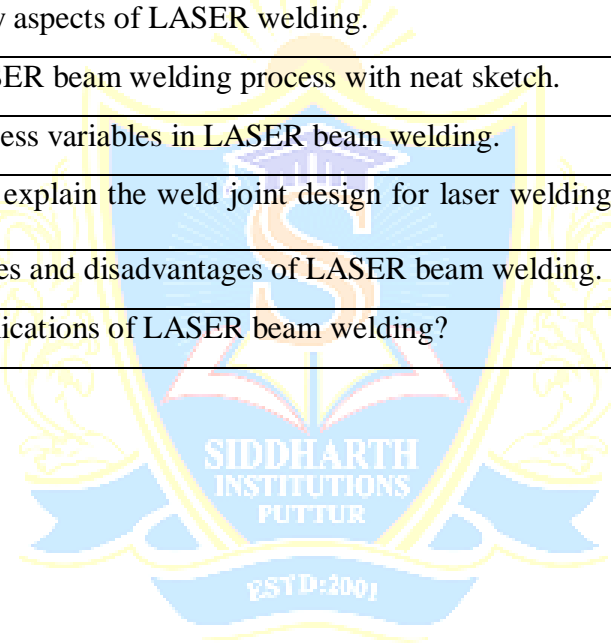 aspects of LASER welding.
SER beam welding process with neat sketch.
ess variables in LASER beam welding.
explain the weld joint design for laser welding
es and disadvantages of LASER beam welding.
lications of LASER beam welding?
SIDDHARTH
INSTITUTIONS
PUTTUR
ESTD:2001